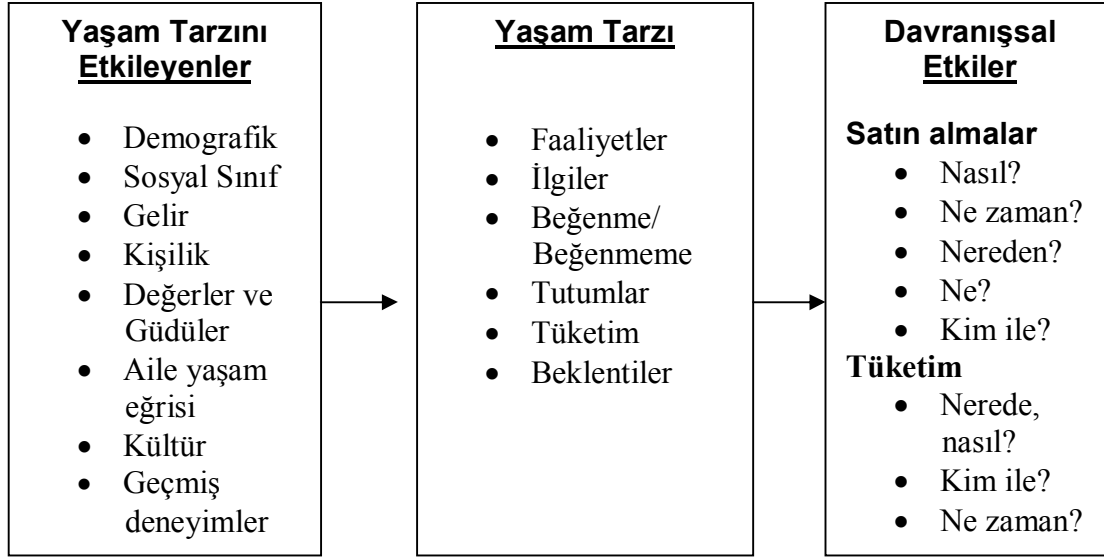 Yaşam Tarzını
Etkileyenler
• Demografik
• Sosyal Sınıf
• Gelir
• Kişilik
• Değerler ve
Güdüler
• Aile yaşam
eğrisi
• Kültür
• Geçmiş
deneyimler
Yaşam Tarzı
• Faaliyetler
• İlgiler
• Beğenme/
Beğenmeme
• Tutumlar
• Tüketim
• Beklentiler
Davranışsal
Etkiler
Satın almalar
• Nasıl?
• Ne zaman?
• Nereden?
• Ne?
• Kim ile?
Tüketim
• Nerede,
nasıl?
• Kim ile?
• Ne zaman?